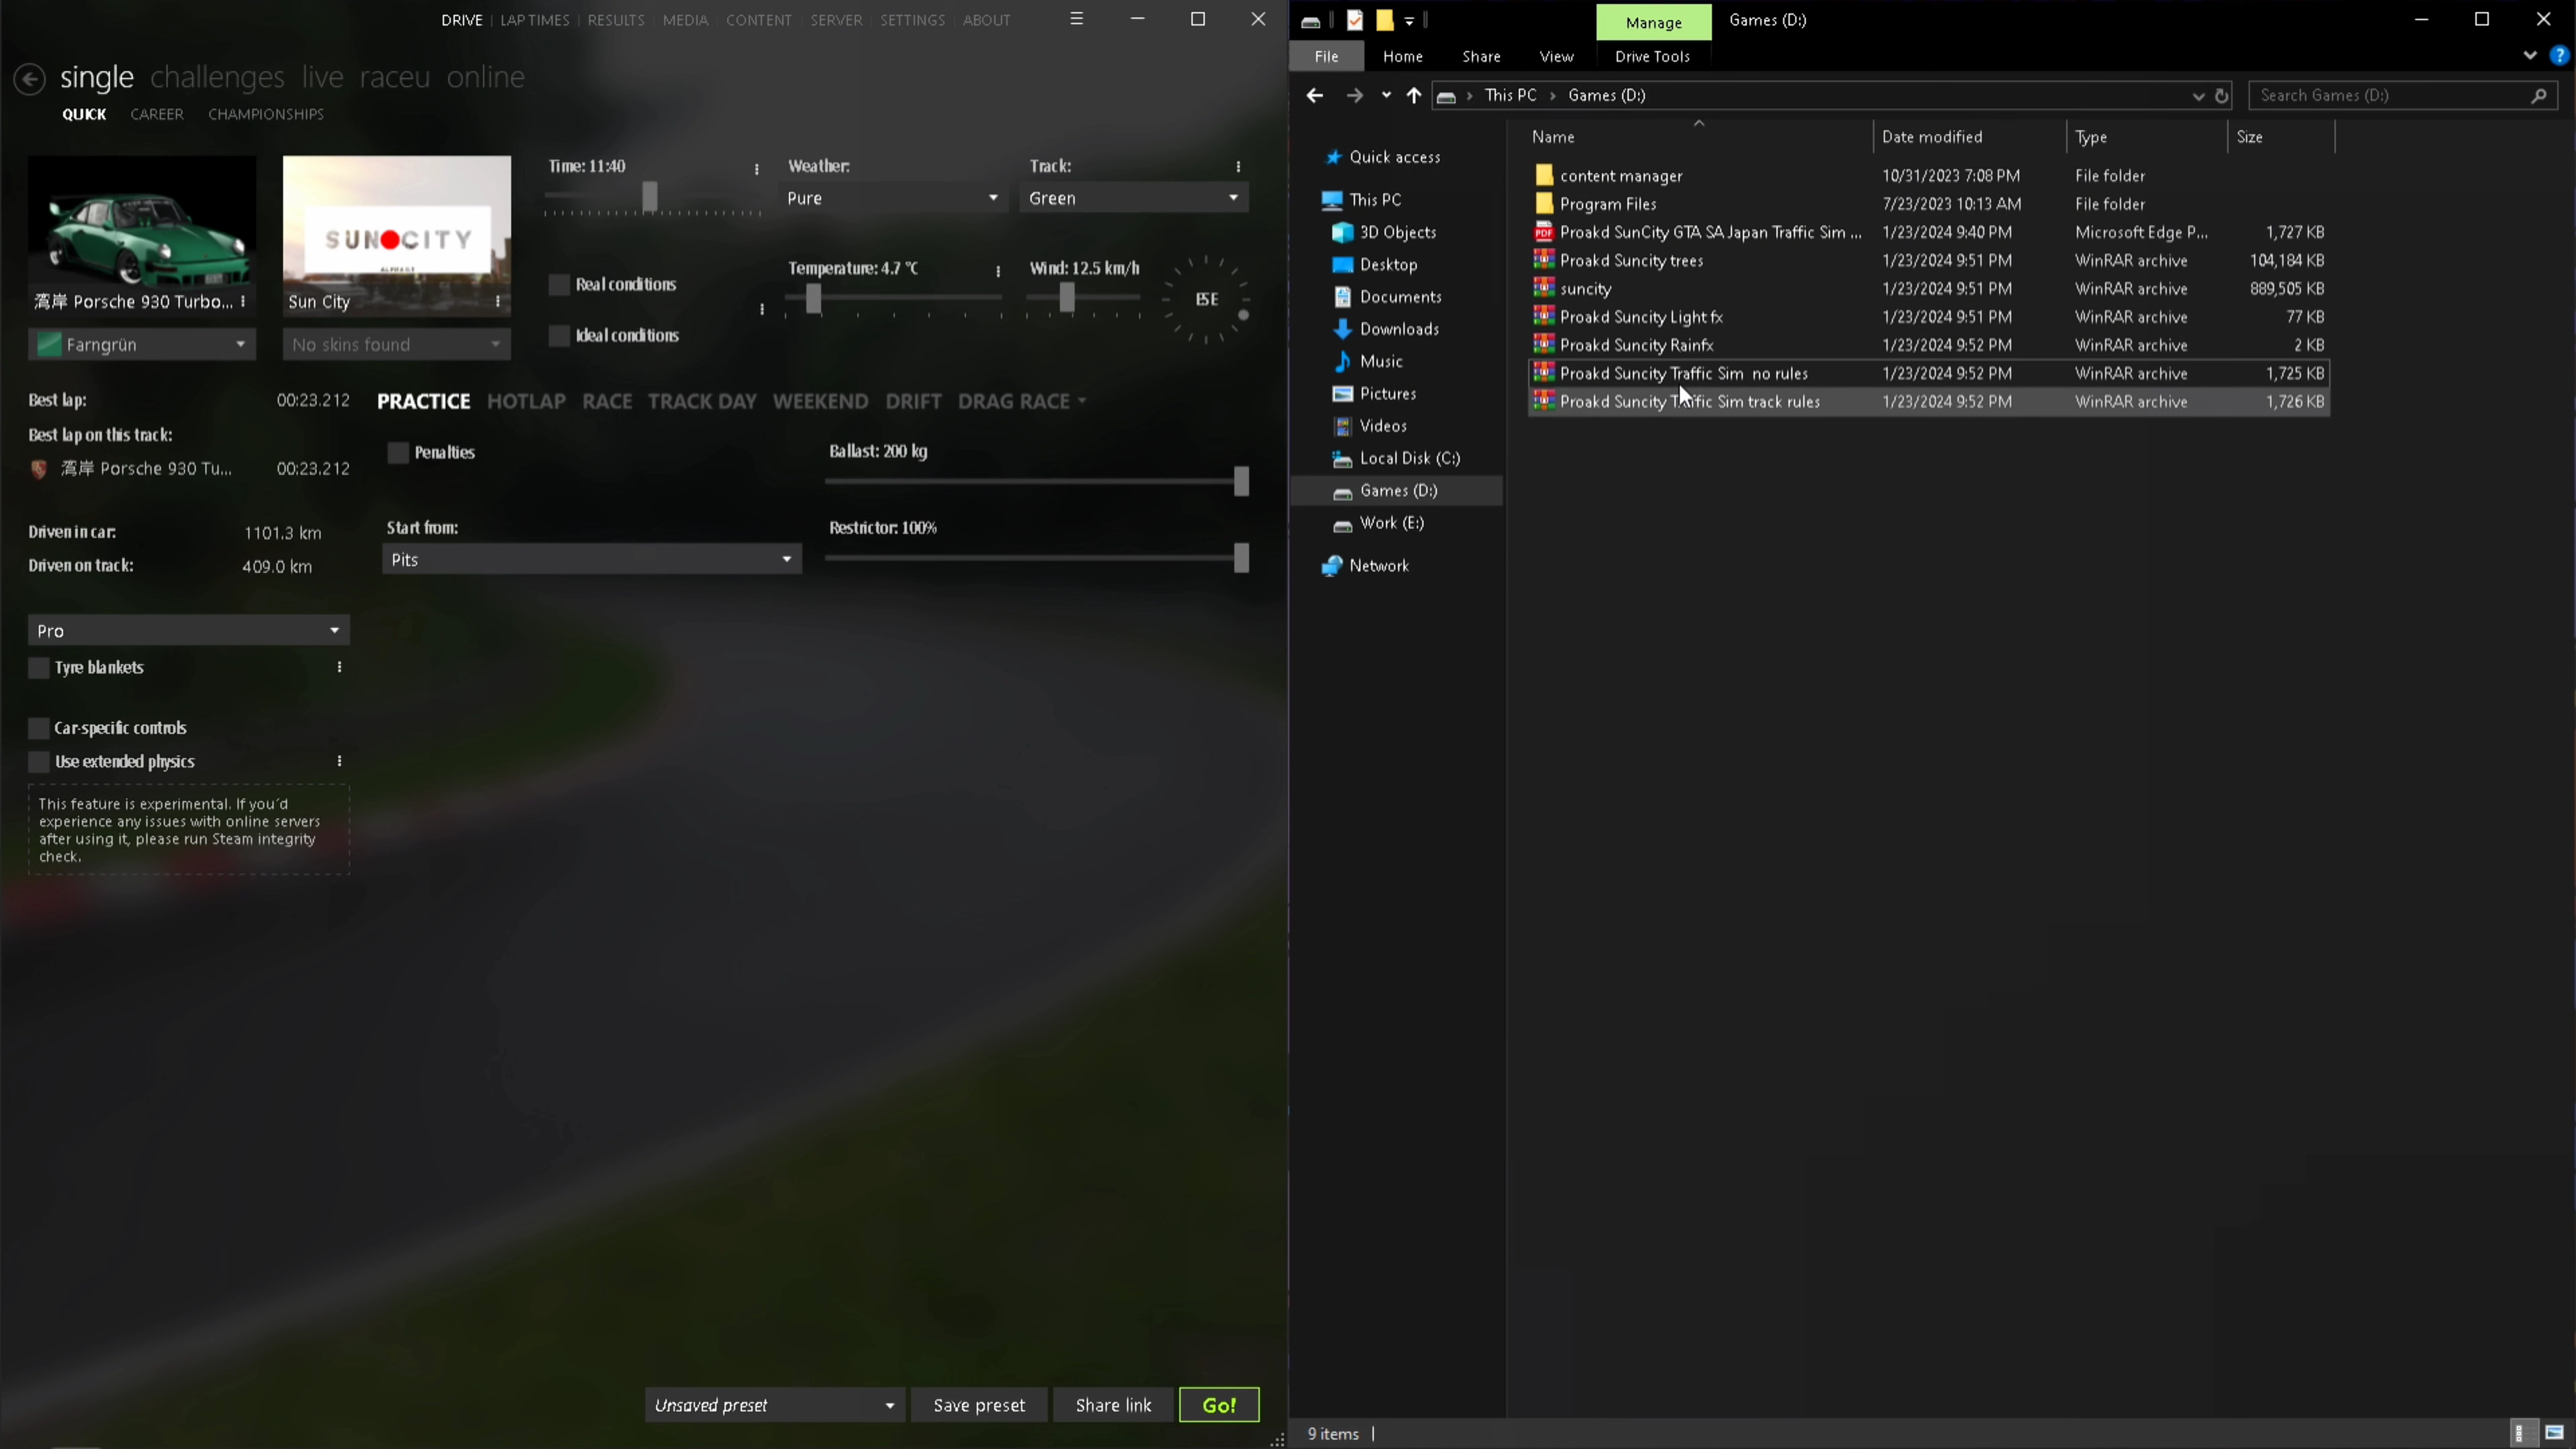 DRIVE | LAP TIMES | RESULTS | MEDIA | CONTENT | SERVER | SETTINGS | ABOUT
single challenges live raceu online
QUICK CAREER CHAMPIONSHIPS
湾岸 Porsche 930 Turbo...
Farngrün
SUN CITY
Sun City
No skins found
Time: 11:40
Weather:
Pure
Track:
Green
Real conditions
Ideal conditions
Temperature: 4.7 °C
Wind: 12.5 km/h
ESE
Best lap: 00:23.212
Best lap on this track:
湾岸 Porsche 930 Tu... 00:23.212
Driven in car: 1101.3 km
Driven on track: 409.0 km
PRACTICE HOTLAP RACE TRACK DAY WEEKEND DRIFT DRAG RACE
Penalties
Ballast: 200 kg
Start from:
Pits
Restrictor: 100%
Pro
Tyre blankets
Car-specific controls
Use extended physics
This feature is experimental. If you'd
experience any issues with online servers
after using it, please run Steam integrity
check.
Unsaved preset
Save preset
Share link
Go!
Manage
Games (D:)
File Home Share View Drive Tools
This PC > Games (D:)
Search Games (D:)
Quick access
This PC
3D Objects
Desktop
Documents
Downloads
Music
Pictures
Videos
Local Disk (C:)
Games (D:)
Work (E:)
Network
Name Date modified Type Size
content manager 10/31/2023 7:08 PM File folder
Program Files 7/23/2023 10:13 AM File folder
PDF Proakd SunCity GTA SA Japan Traffic Sim ... 1/23/2024 9:40 PM Microsoft Edge P... 1,727 KB
Proakd Suncity trees 1/23/2024 9:51 PM WinRAR archive 104,184 KB
suncity 1/23/2024 9:51 PM WinRAR archive 889,505 KB
Proakd Suncity Light fx 1/23/2024 9:51 PM WinRAR archive 77 KB
Proakd Suncity Rainfx 1/23/2024 9:52 PM WinRAR archive 2 KB
Proakd Suncity Traffic Sim no rules 1/23/2024 9:52 PM WinRAR archive 1,725 KB
Proakd Suncity Traffic Sim track rules 1/23/2024 9:52 PM WinRAR archive 1,726 KB
9 items